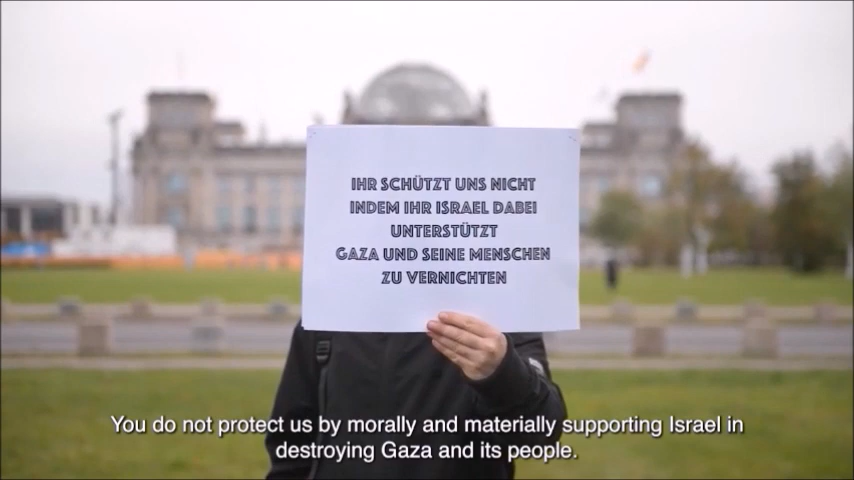 IHR SCHÜTZT UNS NICHT
INDEM IHR ISRAEL DABEI
UNTERSTÜTZT
GAZA UND SEINE MENSCHEN
ZU VERNICHTEN
You do not protect us by morally and materially supporting Israel in
destroying Gaza and its people.